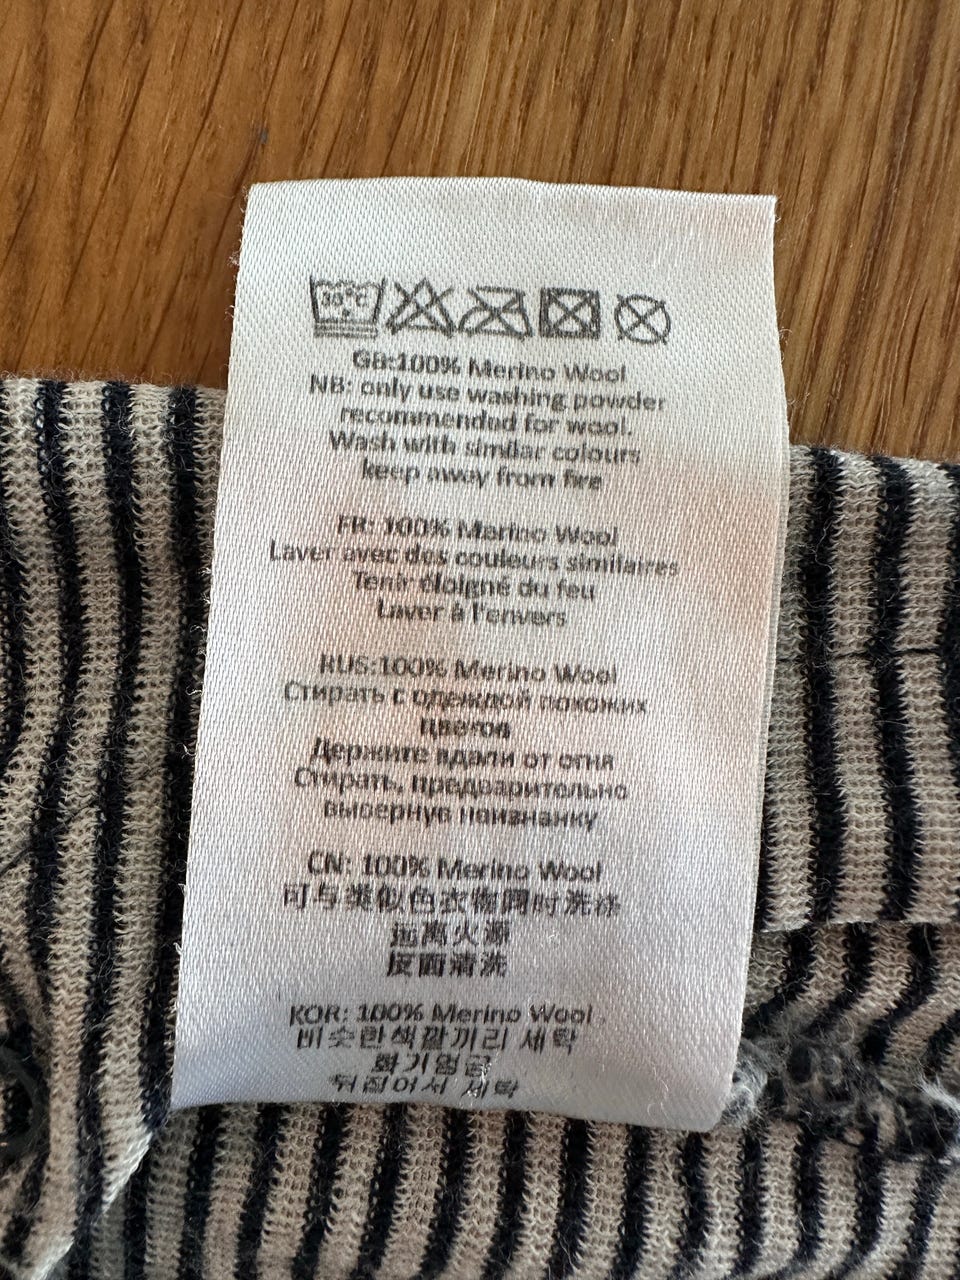 30°C
GB:100% Merino Wool
NB: only use washing powder
recommended for wool.
Wash with similar colours
keep away from fire
FR: 100% Merino Wool
Laver avec des couleurs similaires
Tenir éloigné du feu
Laver à l'envers
RUS:100% Merino Wool
Стирать с одеждой похожих
цветов
Держите вдали от огня
Стирать, предварительно
вывернув наизнанку
CN: 100% Merino Wool
可与类似色衣物同时洗涤
远离火源
反面清洗
KOR: 100% Merino Wool
비슷한색깔끼리 세탁
화기엄금
뒤집어서 세탁